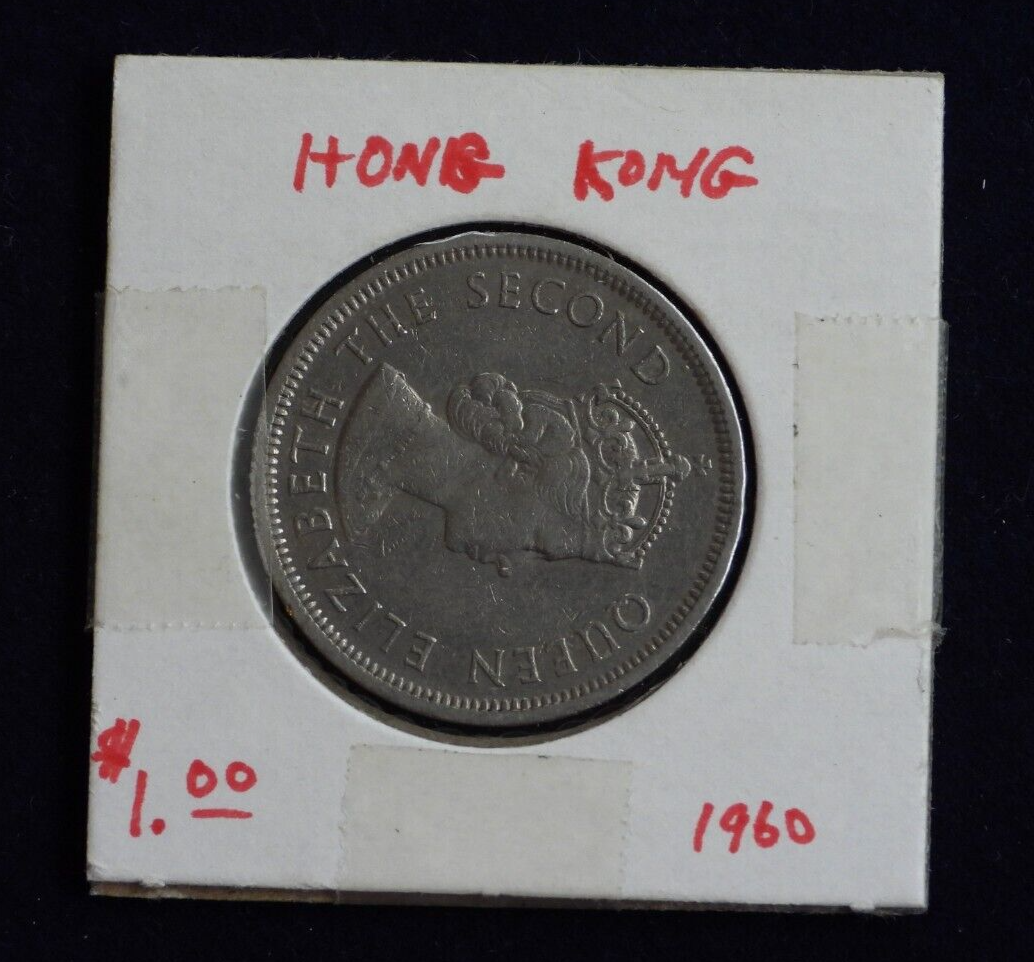 HONG KONG
QUEEN ELIZABETH THE SECOND
$1.00
1960